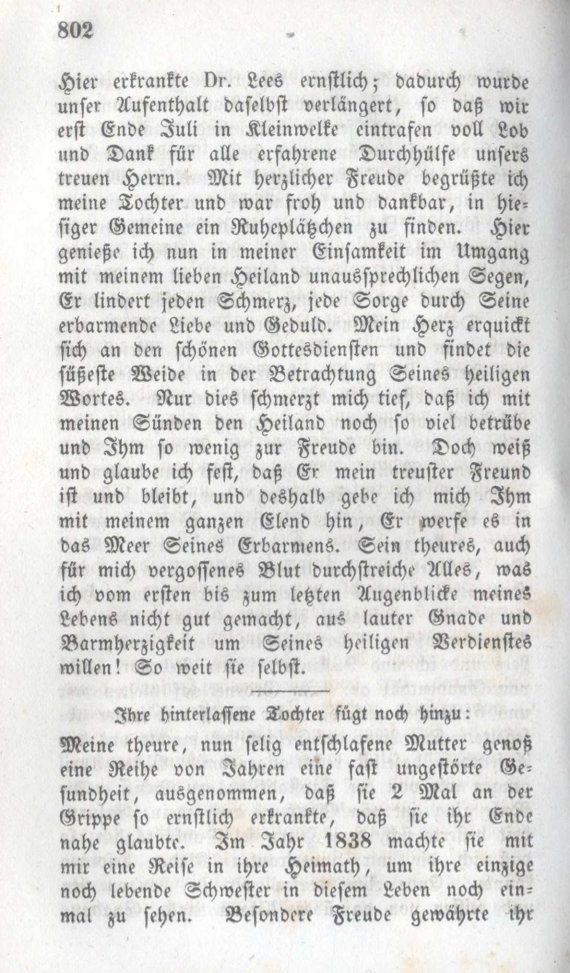 802
Hier erkrankte Dr. Lees ernstlich; dadurch wurde
unser Aufenthalt daselbst verlängert, so daß wir
erst Ende Juli in Kleinwelke eintrafen voll Lob
und Dank für alle erfahrene Durchhülfe unsers
treuen Herrn. Mit herzlicher Freude begrüßte ich
meine Tochter und war froh und dankbar, in hie-
siger Gemeine ein Ruheplätzchen zu finden. Hier
genieße ich nun in meiner Einsamkeit im Umgang
mit meinem lieben Heiland unaussprechlichen Segen,
Er lindert jeden Schmerz, jede Sorge durch Seine
erbarmende Liebe und Geduld. Mein Herz erquickt
sich an den schönen Gottesdiensten und findet die
süßeste Weide in der Betrachtung Seines heiligen
Wortes. Nur dies schmerzt mich tief, daß ich mit
meinen Sünden den Heiland noch so viel betrübe
und Ihm so wenig zur Freude bin. Doch weiß
und glaube ich fest, daß Er mein treuster Freund
ist und bleibt, und deshalb gebe ich mich Ihm
mit meinem ganzen Elend hin, Er werfe es in
das Meer Seines Erbarmens. Sein theures, auch
für mich vergossenes Blut durchstreiche Alles, was
ich vom ersten bis zum letzten Augenblicke meines
Lebens nicht gut gemacht, aus lauter Gnade und
Barmherzigkeit um Seines heiligen Verdienstes
willen! So weit sie selbst.
Ihre hinterlassene Tochter fügt noch hinzu:
Meine theure, nun selig entschlafene Mutter genoß
eine Reihe von Jahren eine fast ungestörte Ge-
sundheit, ausgenommen, daß sie 2 Mal an der
Grippe so ernstlich erkrankte, daß sie ihr Ende
nahe glaubte. Im Jahr 1838 machte sie mit
mir eine Reise in ihre Heimath, um ihre einzige
noch lebende Schwester in diesem Leben noch ein-
mal zu sehen. Besondere Freude gewährte ihr